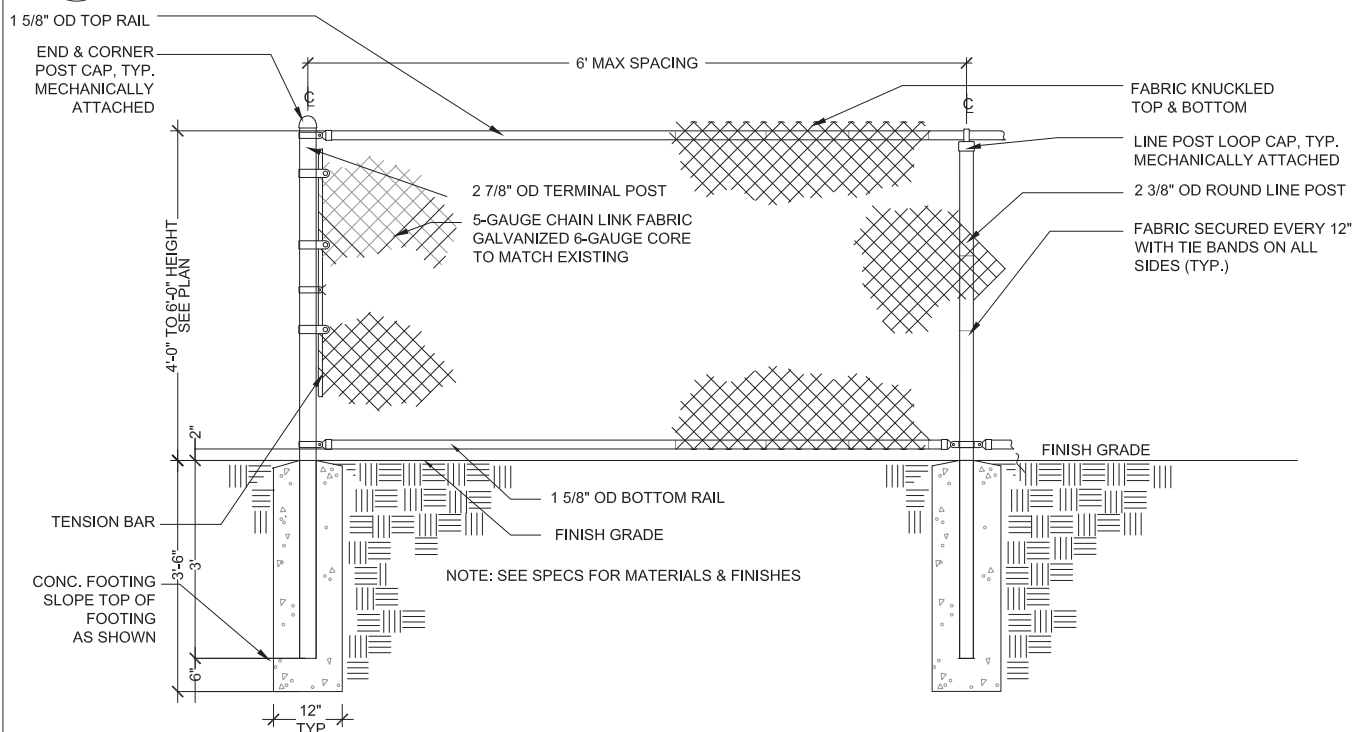 1 5/8" OD TOP RAIL
END & CORNER
POST CAP, TYP.
MECHANICALLY
ATTACHED
6' MAX SPACING
℄
℄
FABRIC KNUCKLED
TOP & BOTTOM
LINE POST LOOP CAP, TYP.
MECHANICALLY ATTACHED
2 7/8" OD TERMINAL POST
2 3/8" OD ROUND LINE POST
5-GAUGE CHAIN LINK FABRIC
GALVANIZED 6-GAUGE CORE
TO MATCH EXISTING
FABRIC SECURED EVERY 12"
WITH TIE BANDS ON ALL
SIDES (TYP.)
4'-0" TO 6'-0" HEIGHT
SEE PLAN
2"
FINISH GRADE
1 5/8" OD BOTTOM RAIL
TENSION BAR
FINISH GRADE
3'-6"
3'
NOTE: SEE SPECS FOR MATERIALS & FINISHES
CONC. FOOTING
SLOPE TOP OF
FOOTING
AS SHOWN
6"
12"
TYP